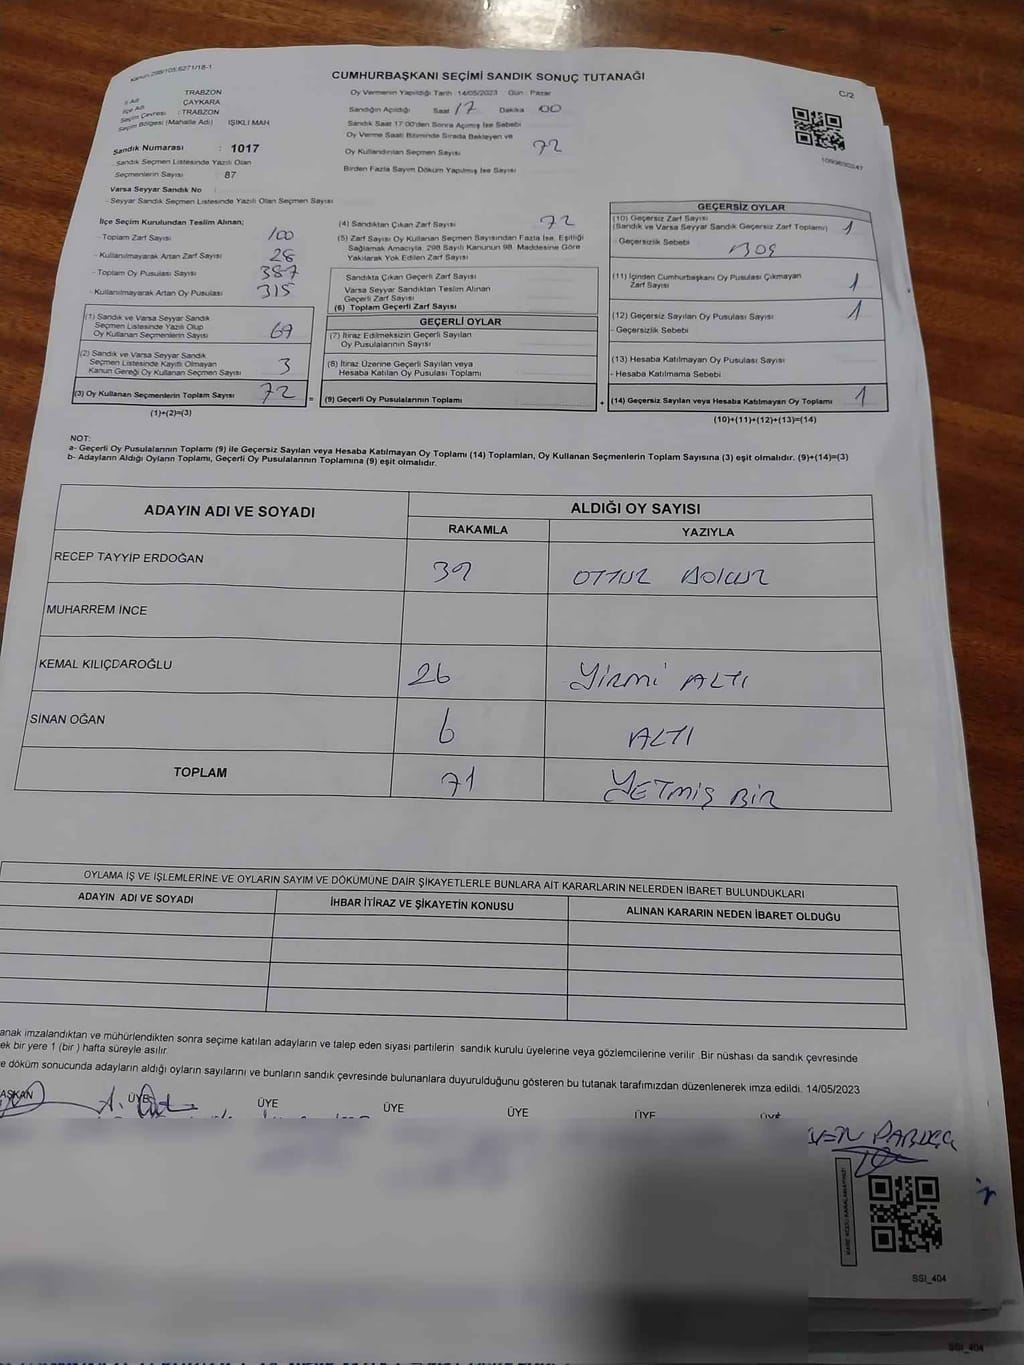 Kanun:298/105;6271/18-1
CUMHURBAŞKANI SEÇİMİ SANDIK SONUÇ TUTANAĞI
C/2
İl Adı TRABZON
İlçe Adı ÇAYKARA
Seçim Çevresi : TRABZON
Seçim Bölgesi (Mahalle Adı) IŞIKLI MAH.
Sandık Numarası : 1017
Sandık Seçmen Listesinde Yazılı Olan
Seçmenlerin Sayısı 87
Varsa Seyyar Sandık No
- Seyyar Sandık Seçmen Listesinde Yazılı Olan Seçmen Sayısı
Oy Vermenin Yapıldığı Tarih : 14/05/2023 Gün : Pazar
Sandığın Açıldığı Saat 17 Dakika 00
Sandık Saat 17:00'den Sonra Açılmış İse Sebebi
Oy Verme Saati Bitiminde Sırada Bekleyen ve
Oy Kullandırılan Seçmen Sayısı 72
Birden Fazla Sayım Döküm Yapılmış İse Sayısı
1093630247
İlçe Seçim Kurulundan Teslim Alınan;
- Toplam Zarf Sayısı 100
- Kullanılmayarak Artan Zarf Sayısı 28
- Toplam Oy Pusulası Sayısı 387
- Kullanılmayarak Artan Oy Pusulası 315
(1) Sandık ve Varsa Seyyar Sandık
Seçmen Listesinde Yazılı Olup
Oy Kullanan Seçmenlerin Sayısı 69
(2) Sandık ve Varsa Seyyar Sandık
Seçmen Listesinde Kayıtlı Olmayan
Kanun Gereği Oy Kullanan Seçmen Sayısı 3
(3) Oy Kullanan Seçmenlerin Toplam Sayısı 72
(1)+(2)=(3)
(4) Sandıktan Çıkan Zarf Sayısı 72
(5) Zarf Sayısı Oy Kullanan Seçmen Sayısından Fazla İse, Eşitliği
Sağlamak Amacıyla, 298 Sayılı Kanunun 98. Maddesine Göre
Yakılarak Yok Edilen Zarf Sayısı
Sandıkta Çıkan Geçerli Zarf Sayısı
Varsa Seyyar Sandıktan Teslim Alınan
Geçerli Zarf Sayısı
(6) Toplam Geçerli Zarf Sayısı
GEÇERLİ OYLAR
(7) İtiraz Edilmeksizin Geçerli Sayılan
Oy Pusulalarının Sayısı
(8) İtiraz Üzerine Geçerli Sayılan veya
Hesaba Katılan Oy Pusulası Toplamı
= (9) Geçerli Oy Pusulalarının Toplamı
GEÇERSİZ OYLAR
(10) Geçersiz Zarf Sayısı
(Sandık ve Varsa Seyyar Sandık Geçersiz Zarf Toplamı) 1
- Geçersizlik Sebebi
(11) İçinden Cumhurbaşkanı Oy Pusulası Çıkmayan
Zarf Sayısı 1
(12) Geçersiz Sayılan Oy Pusulası Sayısı 1
- Geçersizlik Sebebi
(13) Hesaba Katılmayan Oy Pusulası Sayısı
- Hesaba Katılmama Sebebi
+ (14) Geçersiz Sayılan veya Hesaba Katılmayan Oy Toplamı 1
(10)+(11)+(12)+(13)=(14)
NOT:
a- Geçerli Oy Pusulalarının Toplamı (9) ile Geçersiz Sayılan veya Hesaba Katılmayan Oy Toplamı (14) Toplamları, Oy Kullanan Seçmenlerin Toplam Sayısına (3) eşit olmalıdır. (9)+(14)=(3)
b- Adayların Aldığı Oyların Toplamı, Geçerli Oy Pusulalarının Toplamına (9) eşit olmalıdır.
ADAYIN ADI VE SOYADI ALDIĞI OY SAYISI
RAKAMLA YAZIYLA
RECEP TAYYİP ERDOĞAN 39 OTTUZ DOKUZ
MUHARREM İNCE
KEMAL KILIÇDAROĞLU 26 YİRMİ ALTI
SİNAN OĞAN 6 ALTI
TOPLAM 71 YETMİŞ BİR
OYLAMA İŞ VE İŞLEMLERİNE VE OYLARIN SAYIM VE DÖKÜMÜNE DAİR ŞİKAYETLERLE BUNLARA AİT KARARLARIN NELERDEN İBARET BULUNDUKLARI
ADAYIN ADI VE SOYADI İHBAR İTİRAZ VE ŞİKAYETİN KONUSU ALINAN KARARIN NEDEN İBARET OLDUĞU
anak imzalandıktan ve mühürlendikten sonra seçime katılan adayların ve talep eden siyasi partilerin sandık kurulu üyelerine veya gözlemcilerine verilir .Bir nüshası da sandık çevresinde
ek bir yere 1 (bir ) hafta süreyle asılır.
e döküm sonucunda adayların aldığı oyların sayılarını ve bunların sandık çevresinde bulunanlara duyurulduğunu gösteren bu tutanak tarafımızdan düzenlenerek imza edildi. 14/05/2023
AŞKAN ÜYE ÜYE ÜYE ÜYE ÜYE ÜYE
SSİ_404
SSİ_404